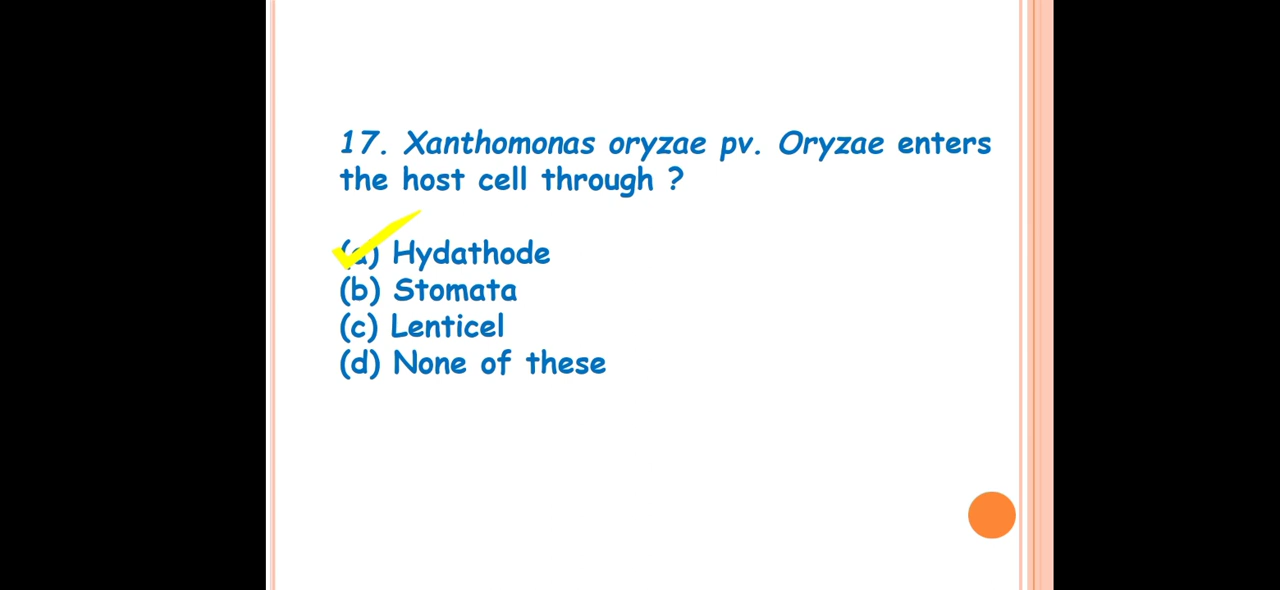 17. Xanthomonas oryzae pv. Oryzae enters
the host cell through ?
(a) Hydathode
(b) Stomata
(c) Lenticel
(d) None of these